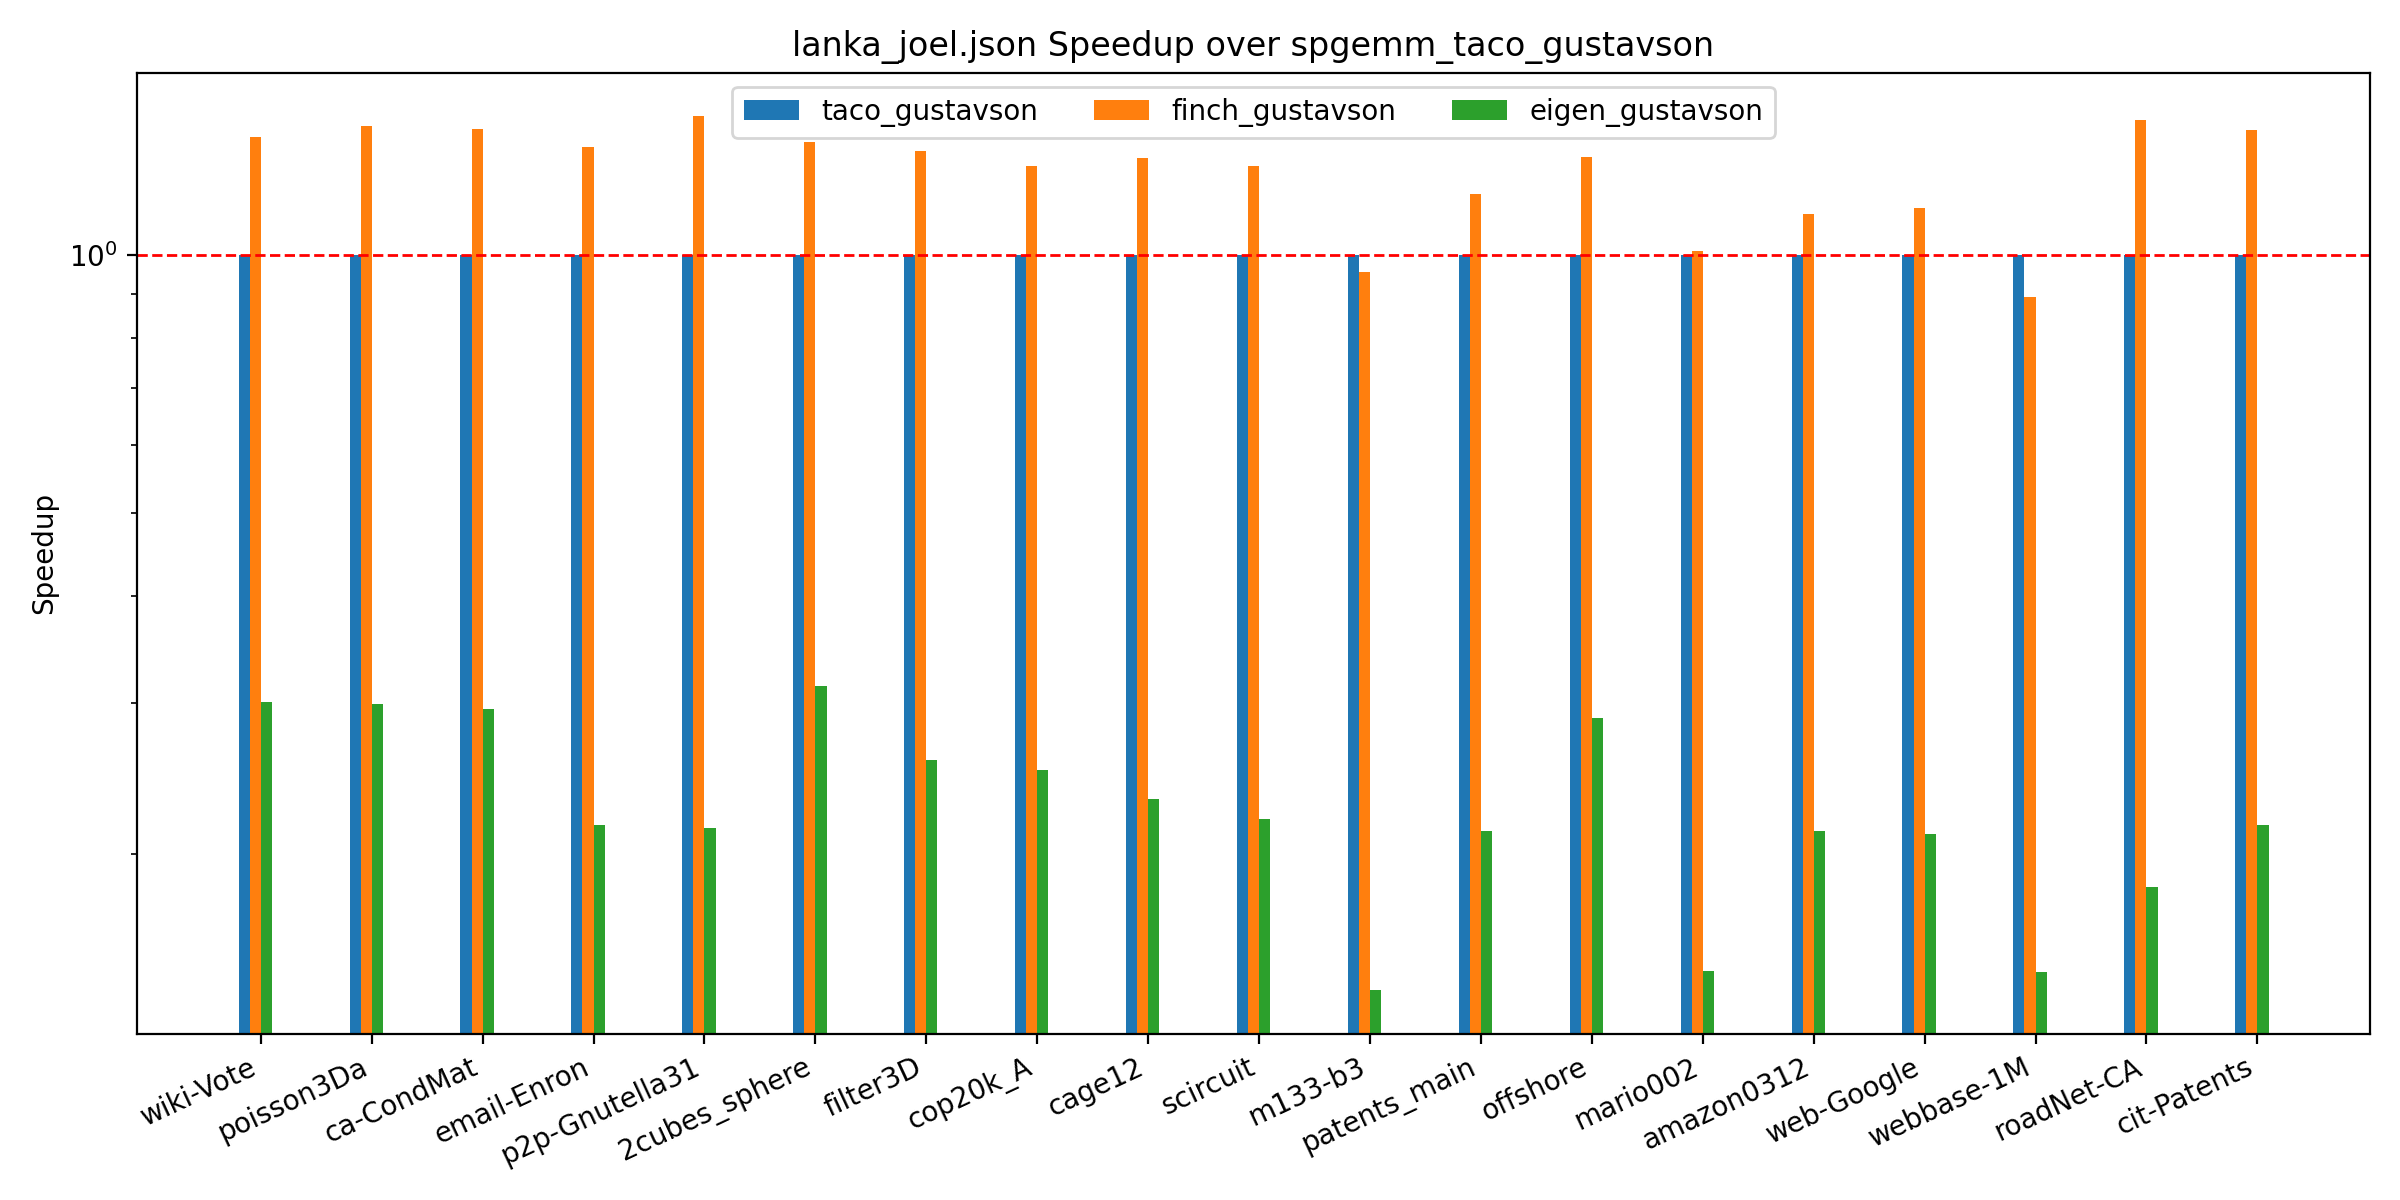 lanka_joel.json Speedup over spgemm_taco_gustavson
taco_gustavson finch_gustavson eigen_gustavson
10⁰
Speedup
wiki-Vote
poisson3Da
ca-CondMat
email-Enron
p2p-Gnutella31
2cubes_sphere
filter3D
cop20k_A
cage12
scircuit
m133-b3
patents_main
offshore
mario002
amazon0312
web-Google
webbase-1M
roadNet-CA
cit-Patents